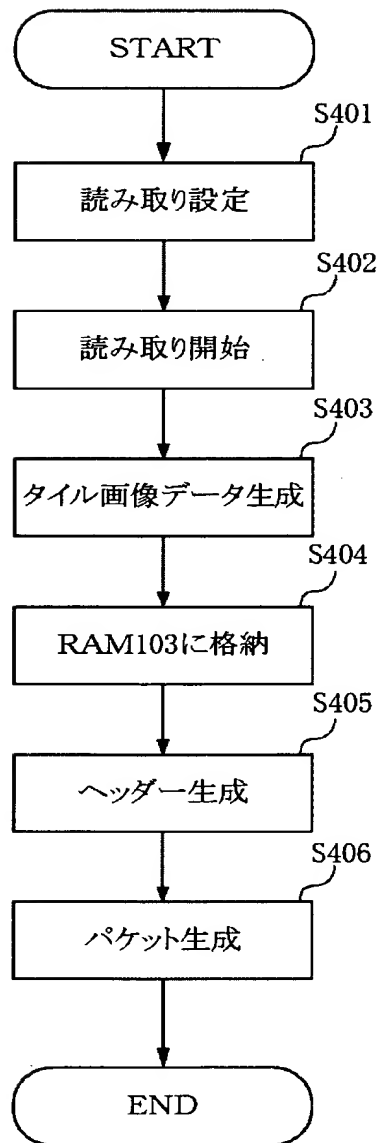 START
S401
読み取り設定
S402
読み取り開始
S403
タイル画像データ生成
S404
RAM103に格納
S405
ヘッダー生成
S406
パケット生成
END